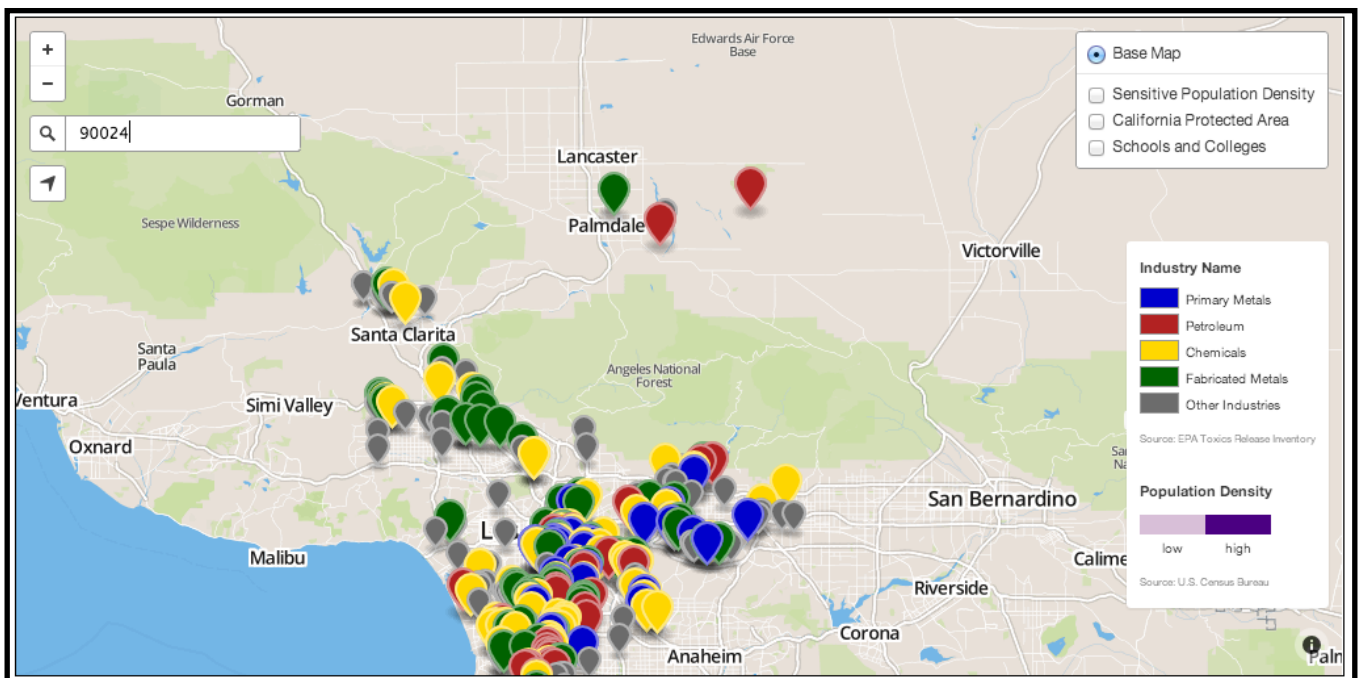 Edwards Air Force
Base
+
−
Gorman
90024
Base Map
Sensitive Population Density
California Protected Area
Schools and Colleges
Lancaster
Sespe Wilderness
Palmdale
Victorville
Industry Name
Primary Metals
Petroleum
Chemicals
Fabricated Metals
Other Industries
Source: EPA Toxics Release Inventory
Santa Clarita
Santa
Paula
Angeles National
Forest
Ventura
Simi Valley
Oxnard
San Bernardino
Population Density
low high
Source: U.S. Census Bureau
L
Malibu
Calime
Riverside
Corona
Anaheim
i
Paln